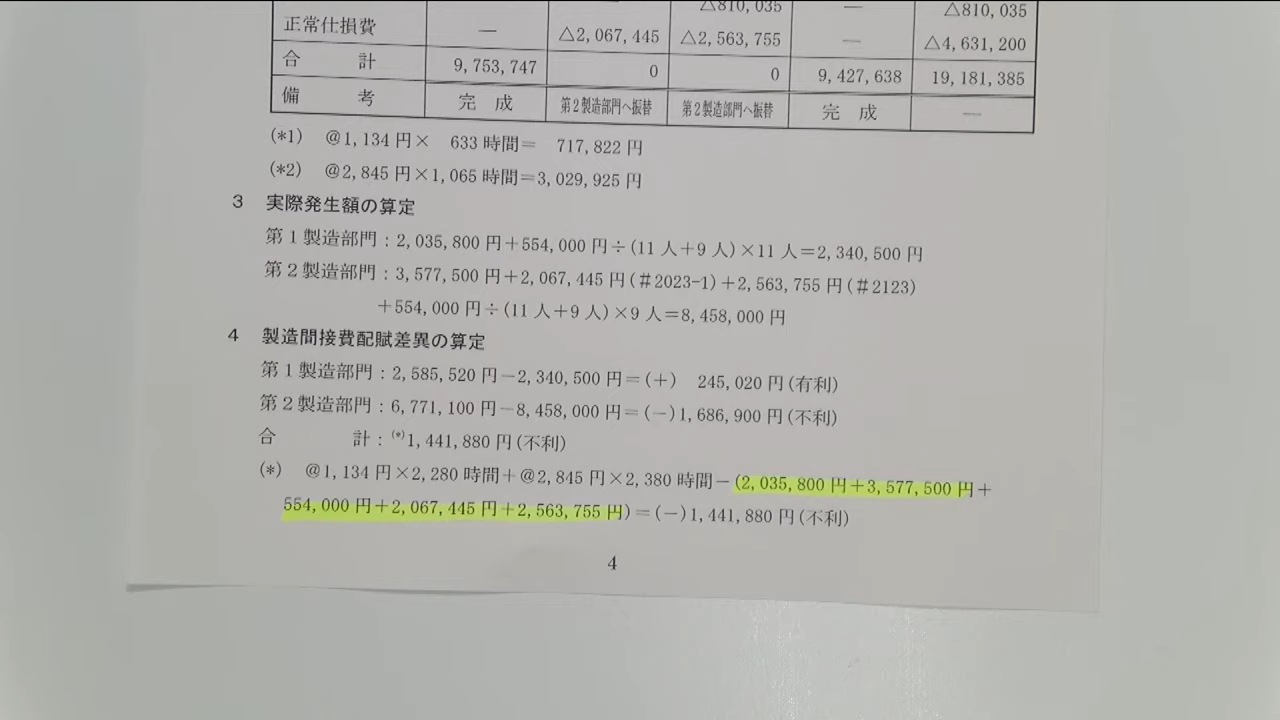 △810,035 — △810,035
正常仕損費 — △2,067,445 △2,563,755 — △4,631,200
合 計 9,753,747 0 0 9,427,638 19,181,385
備 考 完 成 第2製造部門へ振替 第2製造部門へ振替 完 成 —
(*1) @1,134円× 633時間= 717,822円
(*2) @2,845円×1,065時間=3,029,925円
3 実際発生額の算定
第1製造部門:2,035,800円+554,000円÷(11人+9人)×11人=2,340,500円
第2製造部門:3,577,500円+2,067,445円(#2023-1)+2,563,755円(#2123)
+554,000円÷(11人+9人)×9人=8,458,000円
4 製造間接費配賦差異の算定
第1製造部門:2,585,520円-2,340,500円=(+) 245,020円(有利)
第2製造部門:6,771,100円-8,458,000円=(-)1,686,900円(不利)
合 計:(*)1,441,880円(不利)
(*) @1,134円×2,280時間+@2,845円×2,380時間-(2,035,800円+3,577,500円+
554,000円+2,067,445円+2,563,755円)=(-)1,441,880円(不利)
4